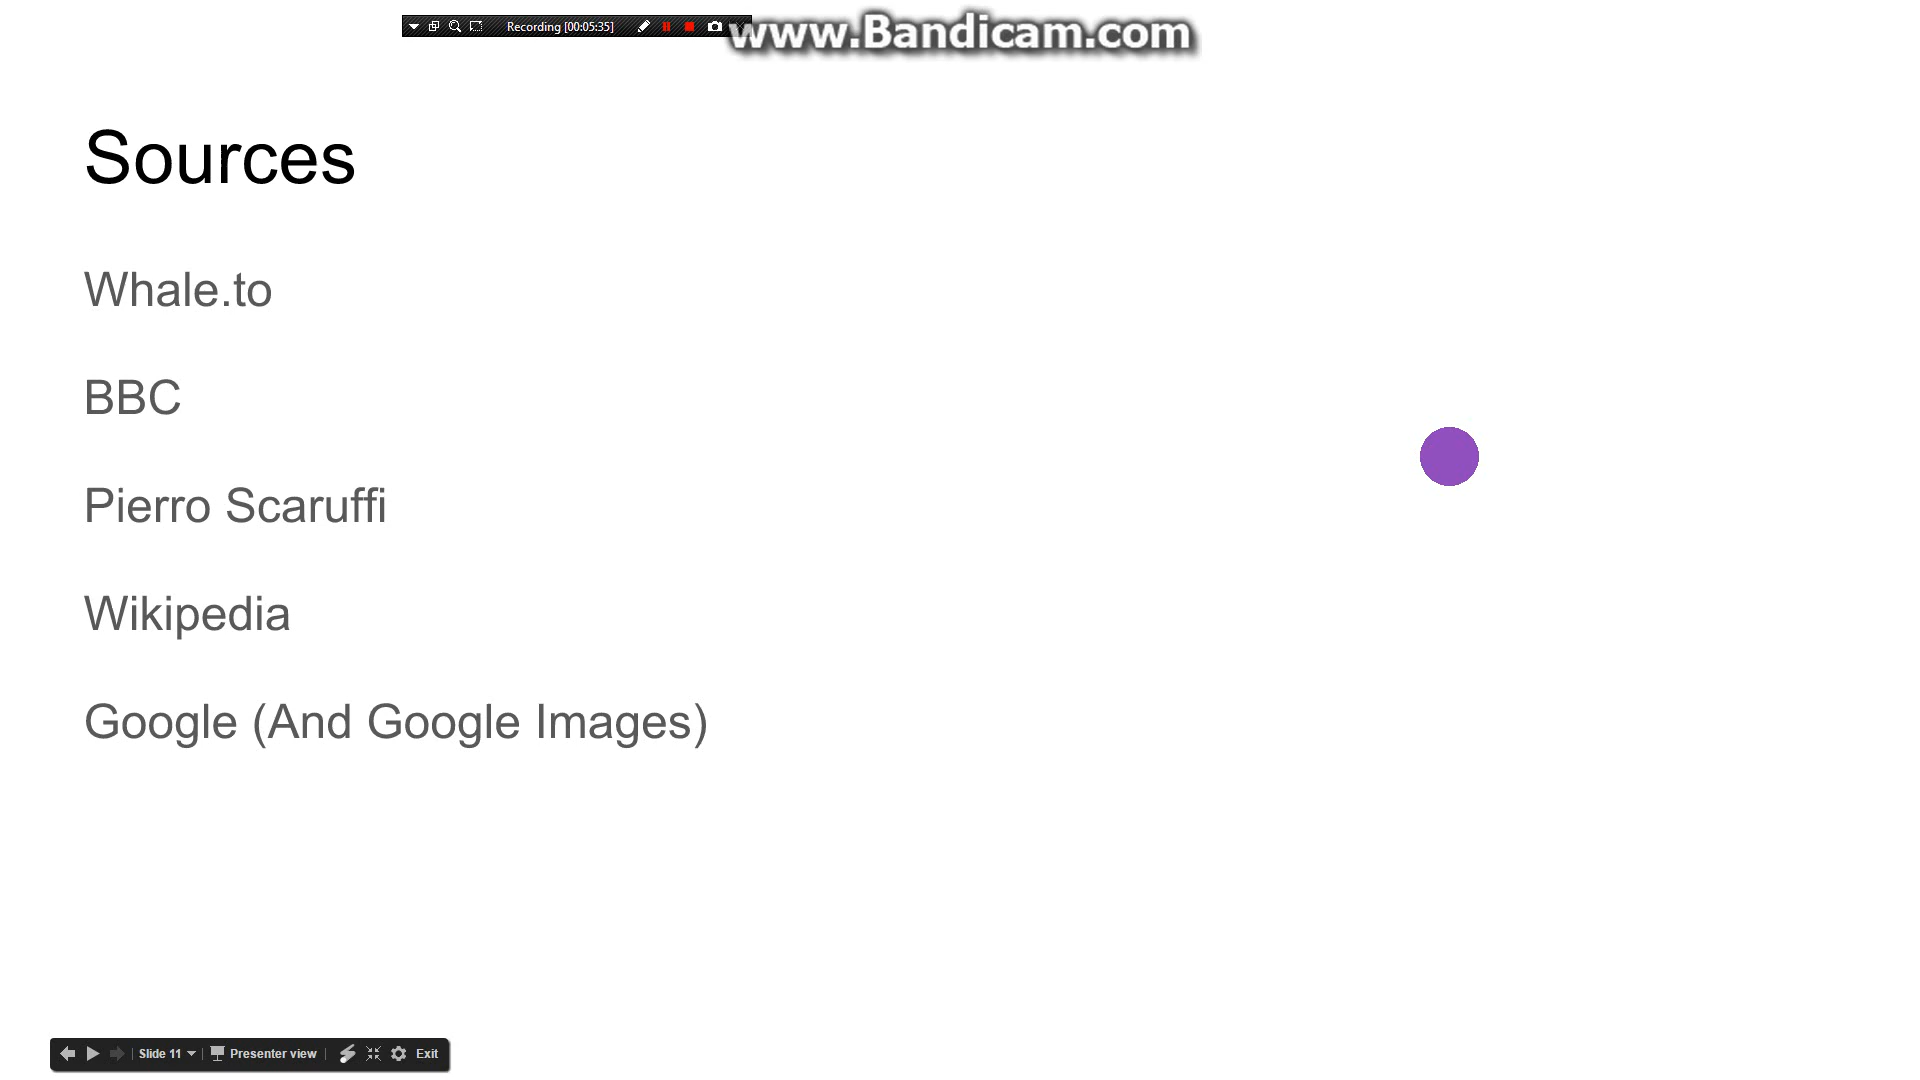 Recording [00:05:35]
www.Bandicam.com
Sources
Whale.to
BBC
Pierro Scaruffi
Wikipedia
Google (And Google Images)
Slide 11
Presenter view
Exit